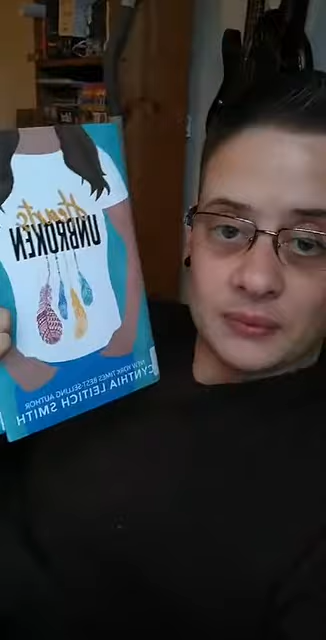 Hearts
UNBROKEN
NEW YORK TIMES BEST-SELLING AUTHOR
CYNTHIA LEITICH SMITH